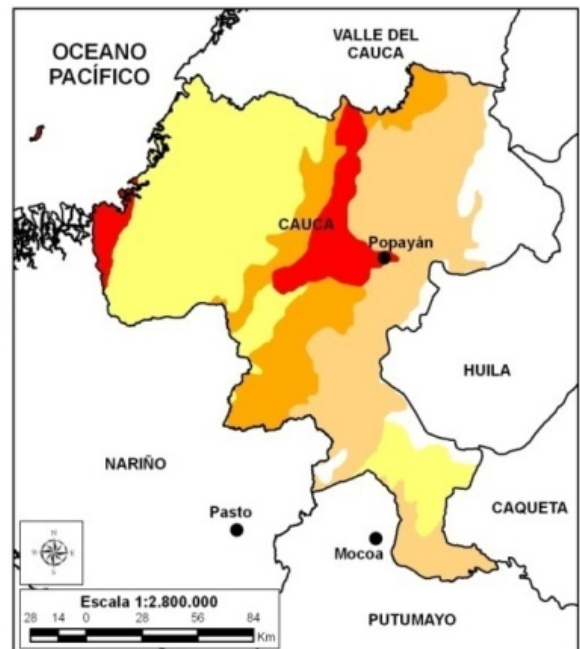 OCEANO
PACÍFICO
VALLE DEL
CAUCA
CAUCA
Popayán
HUILA
NARIÑO
CAQUETA
Pasto
Mocoa
N
Escala 1:2.800.000
28 14 0 28 56 84
Km
PUTUMAYO